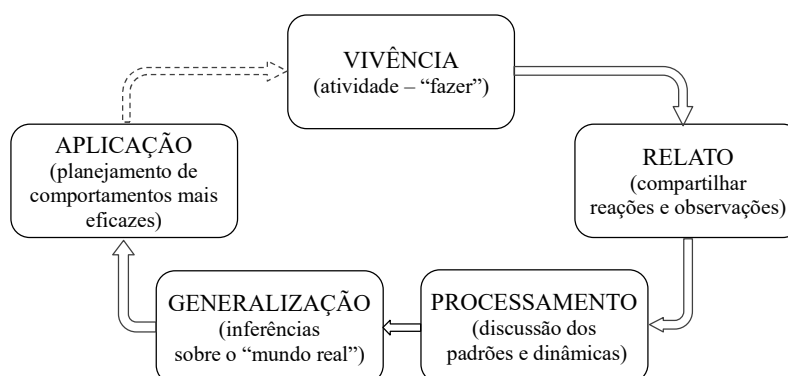 VIVÊNCIA
(atividade – “fazer”)
RELATO
(compartilhar
reações e observações)
PROCESSAMENTO
(discussão dos
padrões e dinâmicas)
GENERALIZAÇÃO
(inferências
sobre o “mundo real”)
APLICAÇÃO
(planejamento de
comportamentos mais
eficazes)